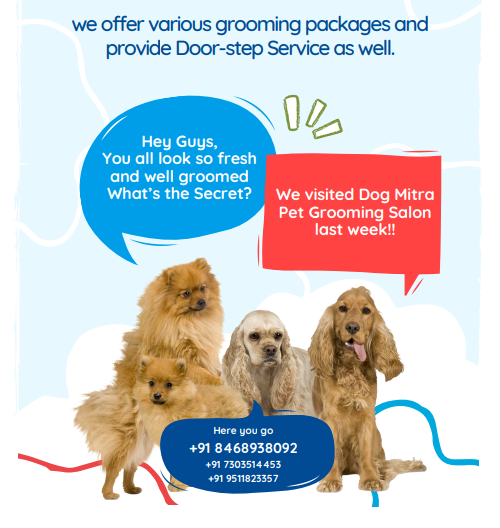 we offer various grooming packages and
provide Door-step Service as well.
Hey Guys,
You all look so fresh
and well groomed
What's the Secret?
We visited Dog Mitra
Pet Grooming Salon
last week!!
Here you go
+91 8468938092
+91 7303514453
+91 9511823357